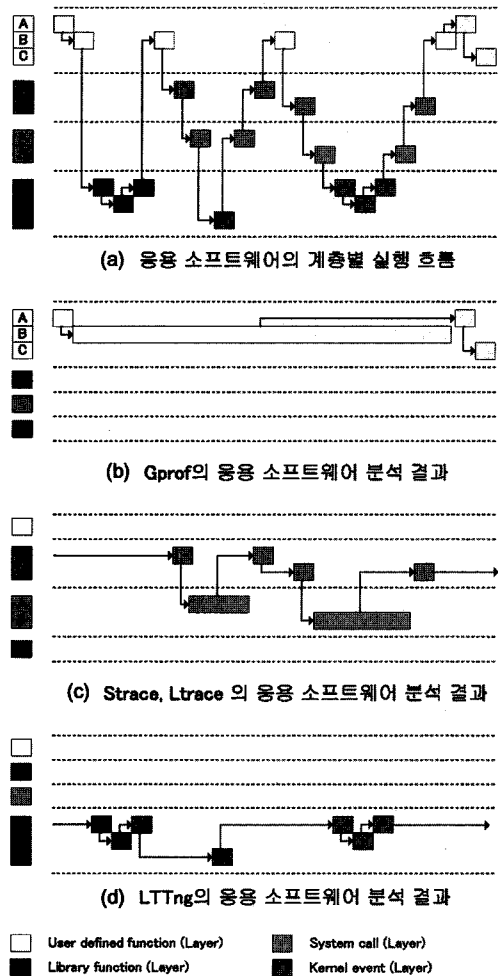 A
B
C
(a) 응용 소프트웨어의 계층별 실행 흐름
A
B
C
(b) Gprof의 응용 소프트웨어 분석 결과
(c) Strace, Ltrace 의 응용 소프트웨어 분석 결과
(d) LTTng의 응용 소프트웨어 분석 결과
User defined function (Layer)
System call (Layer)
Library function (Layer)
Kernel event (Layer)